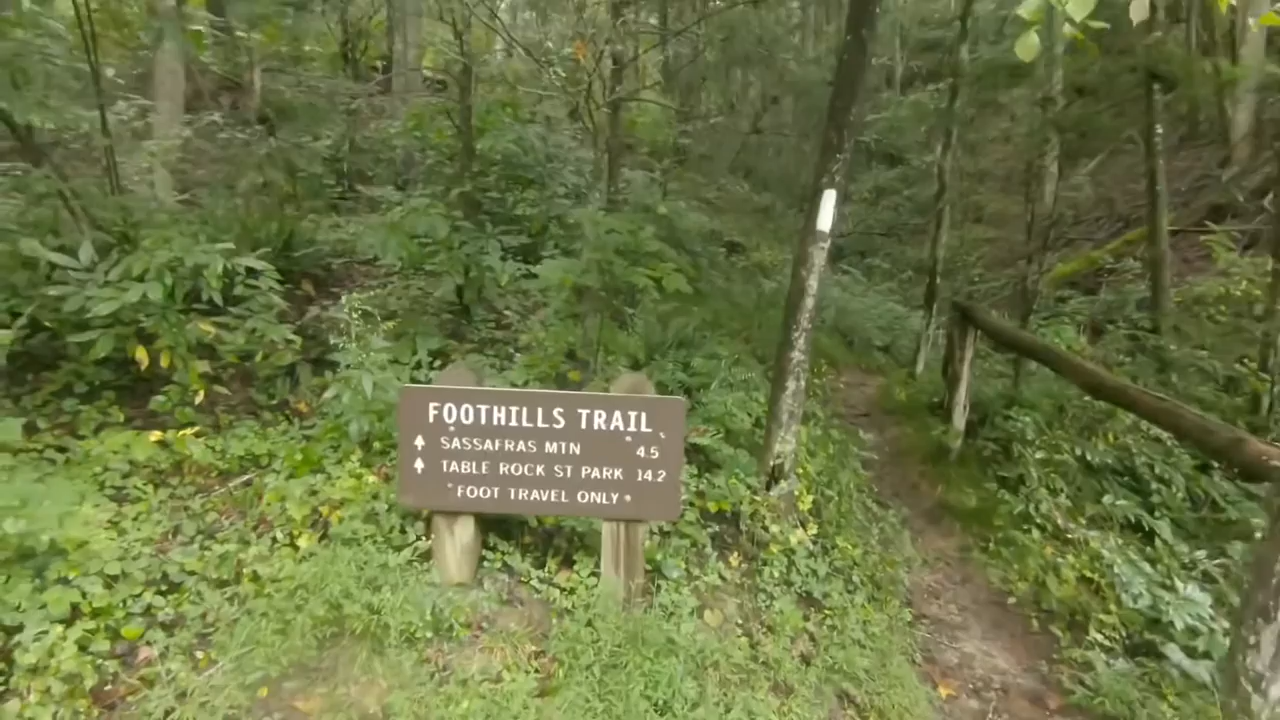 FOOTHILLS TRAIL
SASSAFRAS MTN 4.5
TABLE ROCK ST PARK 14.2
FOOT TRAVEL ONLY